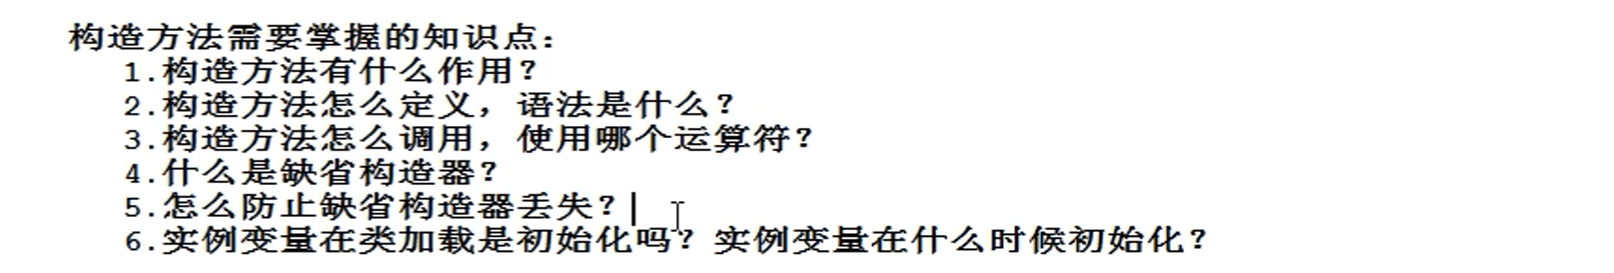 构造方法需要掌握的知识点：
1.构造方法有什么作用？
2.构造方法怎么定义，语法是什么？
3.构造方法怎么调用，使用哪个运算符？
4.什么是缺省构造器？
5.怎么防止缺省构造器丢失？
6.实例变量在类加载是初始化吗？实例变量在什么时候初始化？